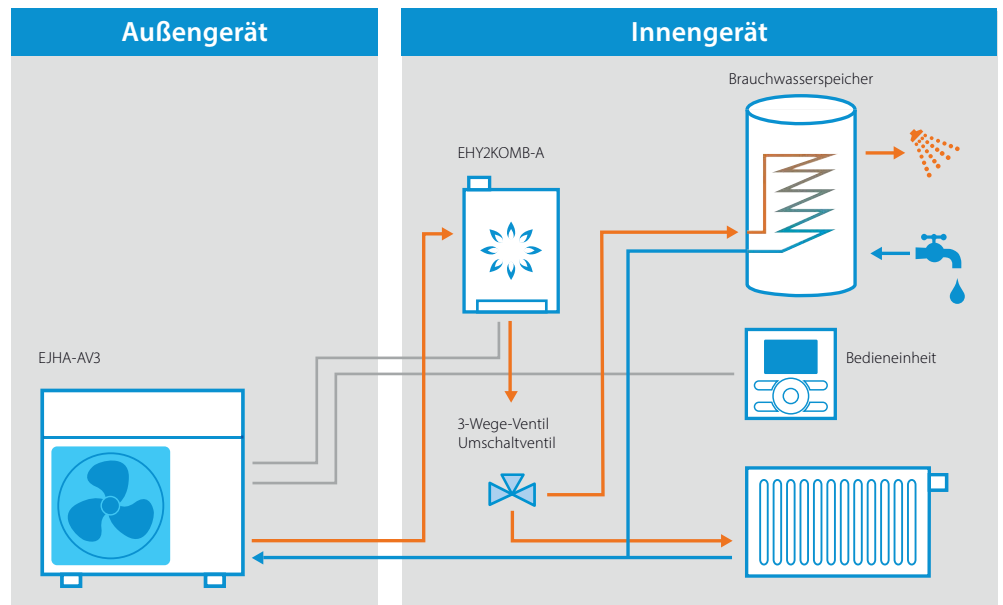 Außengerät
Innengerät
Brauchwasserspeicher
EHY2KOMB-A
EJHA-AV3
Bedieneinheit
3-Wege-Ventil
Umschaltventil